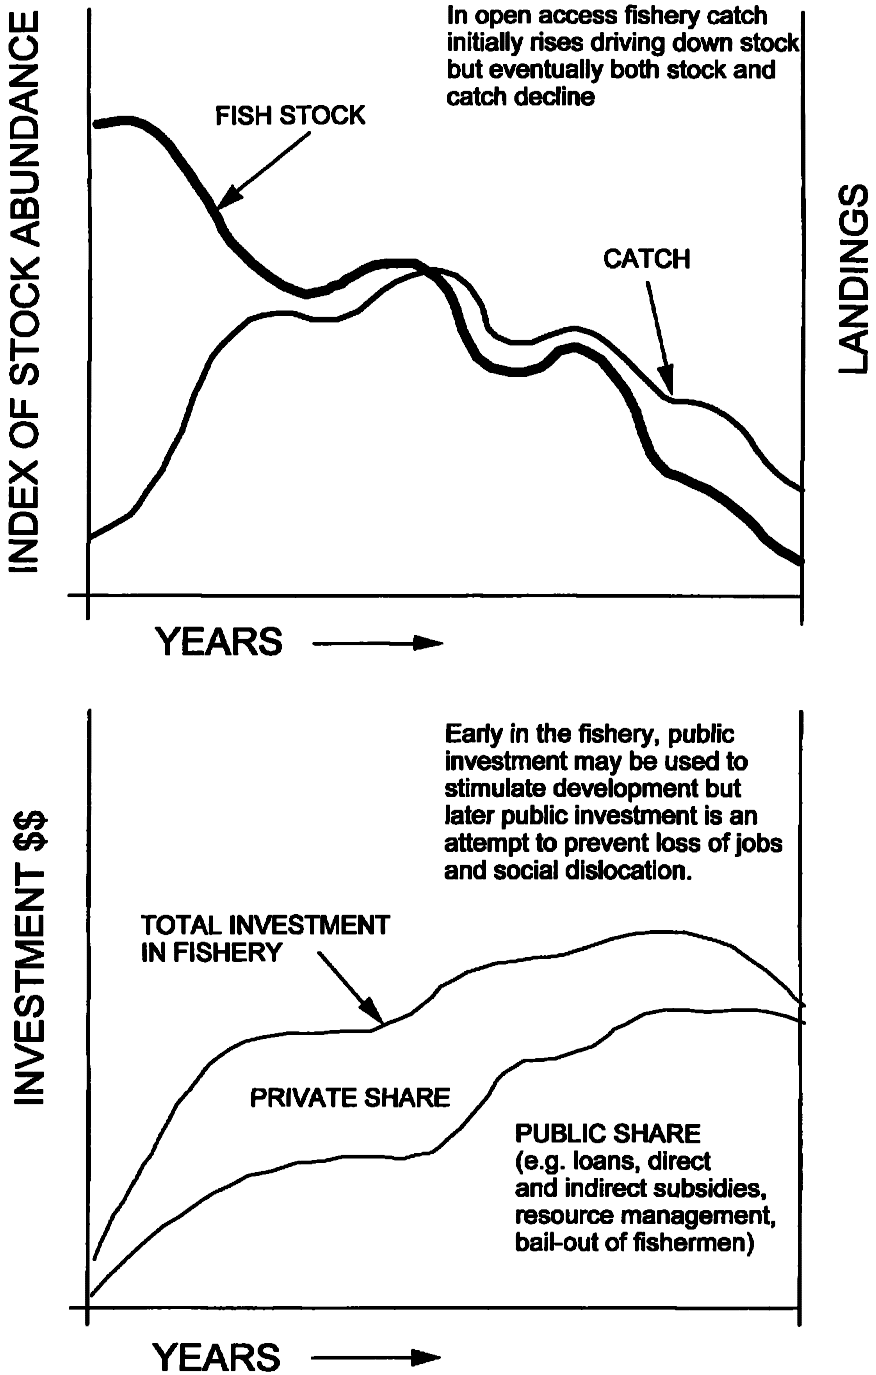 In open access fishery catch
initially rises driving down stock
but eventually both stock and
catch decline
FISH STOCK
CATCH
INDEX OF STOCK ABUNDANCE
LANDINGS
YEARS
Early in the fishery, public
investment may be used to
stimulate development but
later public investment is an
attempt to prevent loss of jobs
and social dislocation.
INVESTMENT $$
TOTAL INVESTMENT
IN FISHERY
PRIVATE SHARE
PUBLIC SHARE
(e.g. loans, direct
and indirect subsidies,
resource management,
bail-out of fishermen)
YEARS